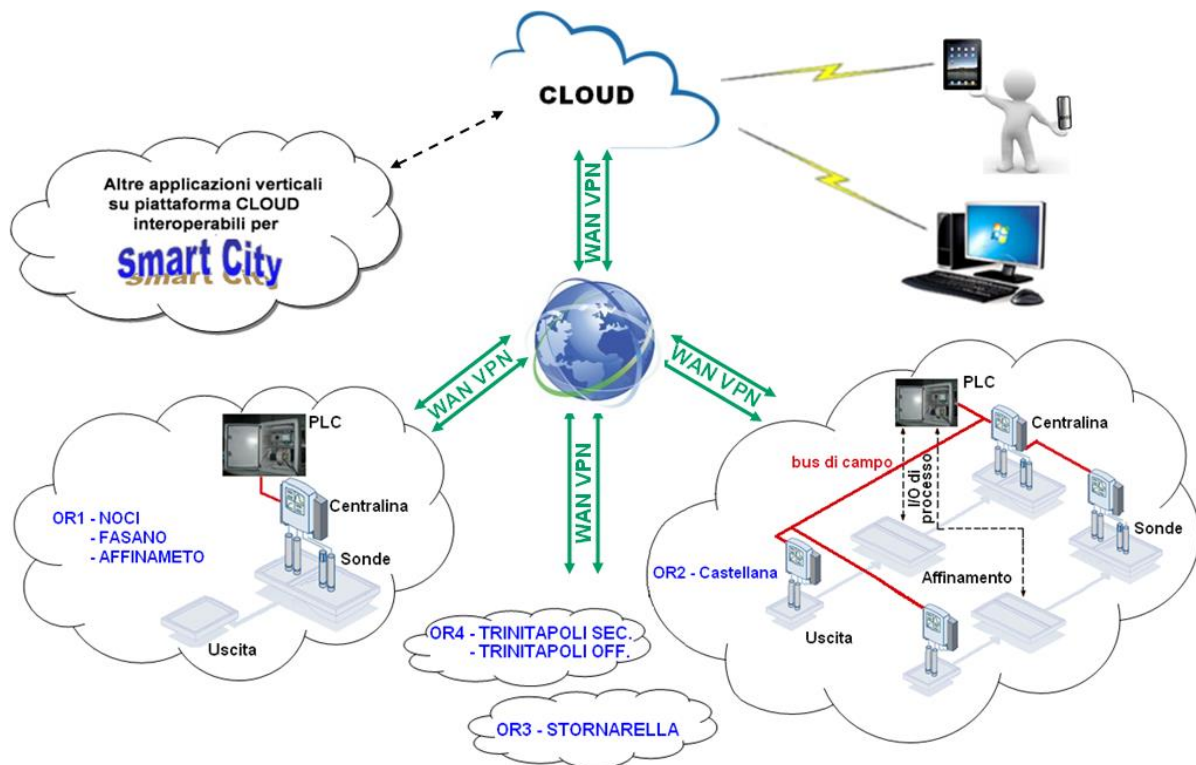 CLOUD
Altre applicazioni verticali
su piattaforma CLOUD
interoperabili per
Smart City
WAN VPN
WAN VPN
WAN VPN
WAN VPN
PLC
Centralina
OR1 - NOCI
- FASANO
- AFFINAMETO
Sonde
Uscita
OR4 - TRINITAPOLI SEC.
- TRINITAPOLI OFF.
OR3 - STORNARELLA
PLC
Centralina
bus di campo
I/O di
processo
Sonde
OR2 - Castellana
Affinamento
Uscita